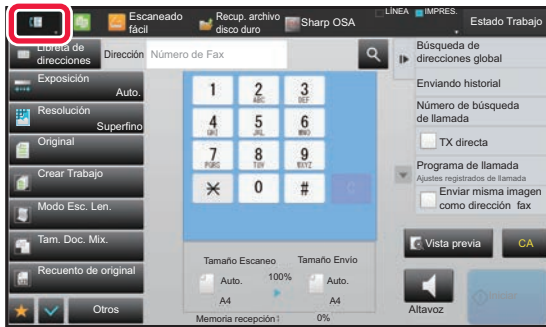 LÍNEA IMPRES.
Escaneado
fácil
Recup. archivo
disco duro
Sharp OSA
Estado Trabajo
Libreta de
direcciones
Dirección
Número de Fax
Exposición
Auto.
Resolución
Superfino
Original
Crear Trabajo
Modo Esc. Len.
Tam. Doc. Mix.
Recuento de original
Otros
1 2 3
ABC DEF
4 5 6
GHI JKL MNO
7 8 9
PQRS TUV WXYZ
0 #
C
Tamaño Escaneo Tamaño Envío
Auto. 100% Auto.
A4 A4
Memoria recepción: 0%
Búsqueda de
direcciones global
Enviando historial
Número de búsqueda
de llamada
TX directa
Programa de llamada
Ajustes registrados de llamada
Enviar misma imagen
como dirección fax
Vista previa
CA
Altavoz